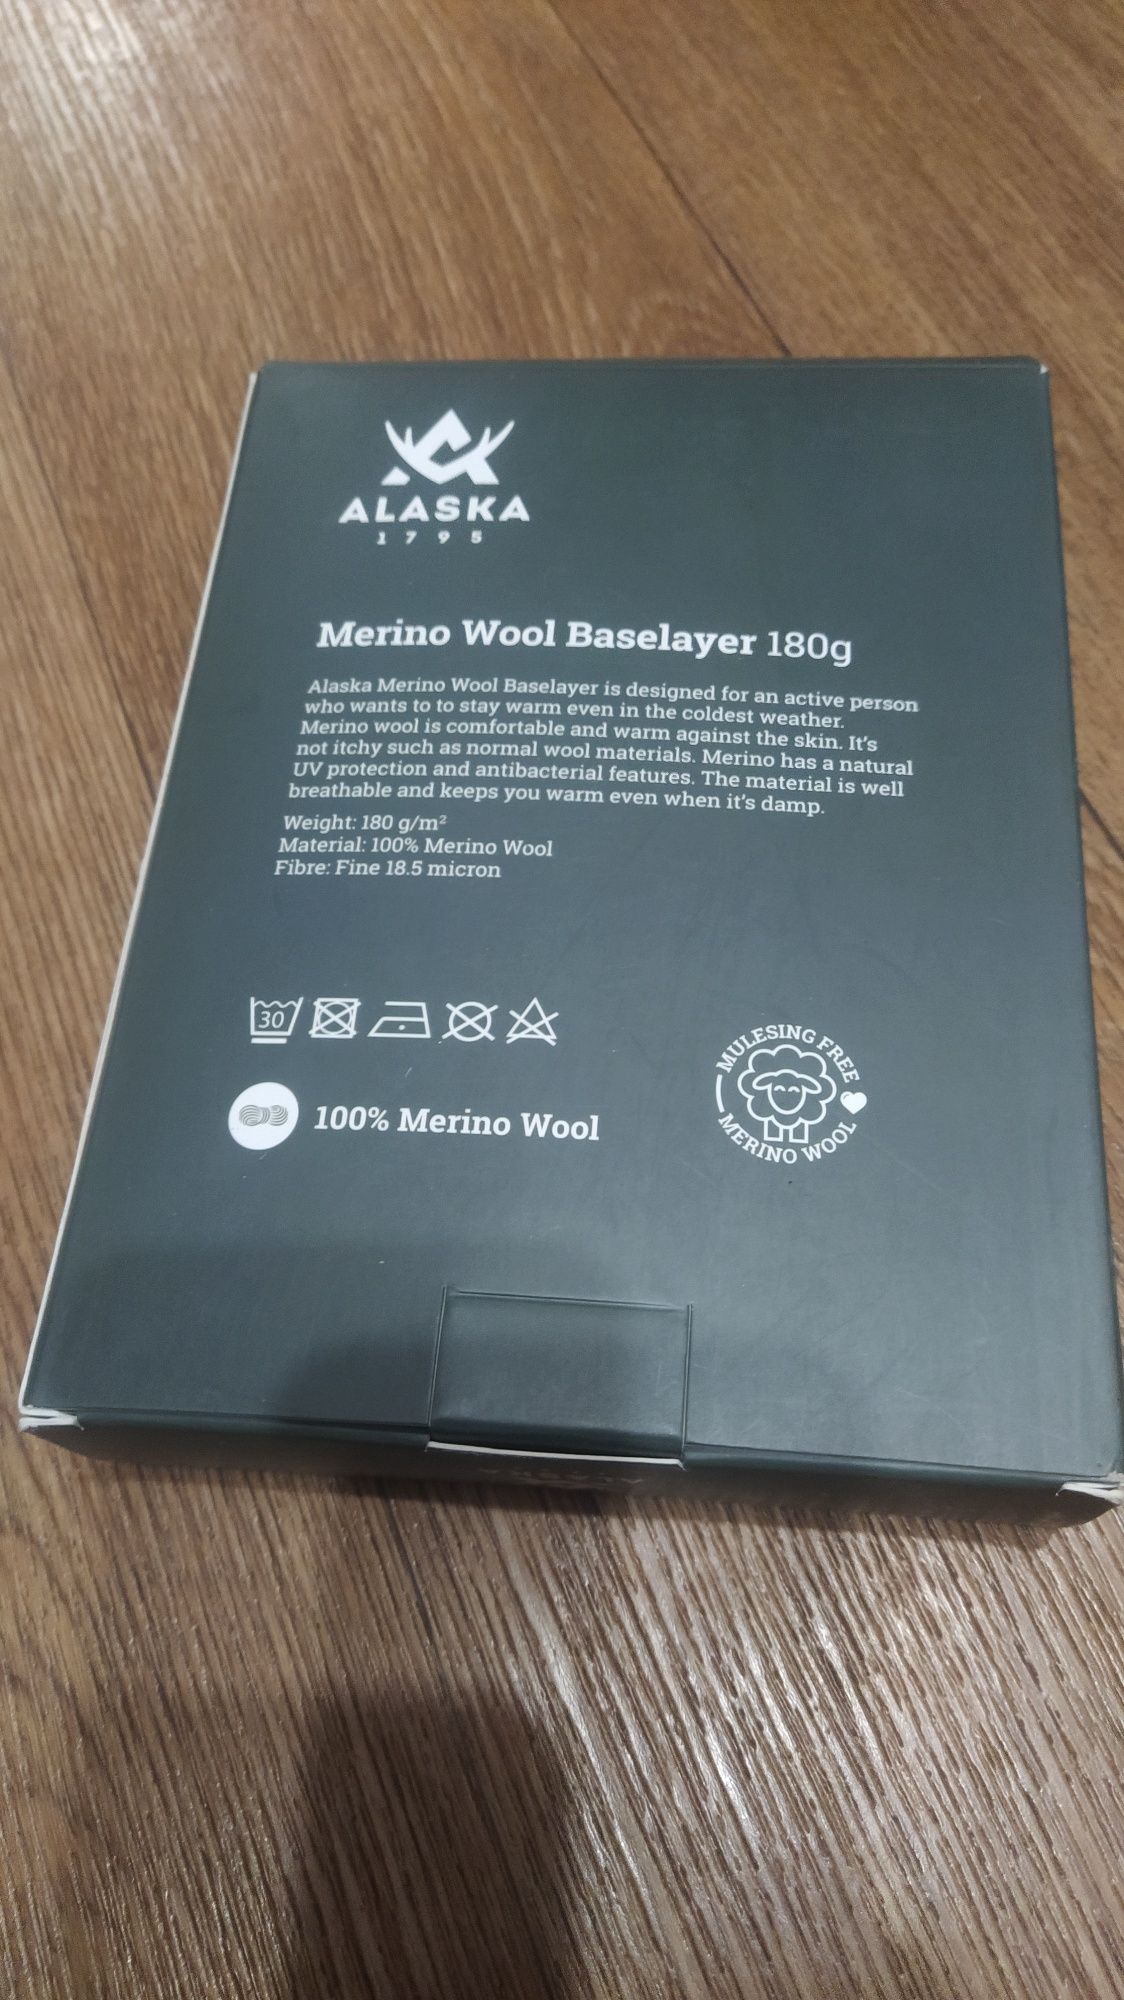 ALASKA
1795
Merino Wool Baselayer 180g
Alaska Merino Wool Baselayer is designed for an active person
who wants to to stay warm even in the coldest weather.
Merino wool is comfortable and warm against the skin. It's
not itchy such as normal wool materials. Merino has a natural
UV protection and antibacterial features. The material is well
breathable and keeps you warm even when it's damp.
Weight: 180 g/m²
Material: 100% Merino Wool
Fibre: Fine 18.5 micron
30
100% Merino Wool
MULESING FREE
MERINO WOOL